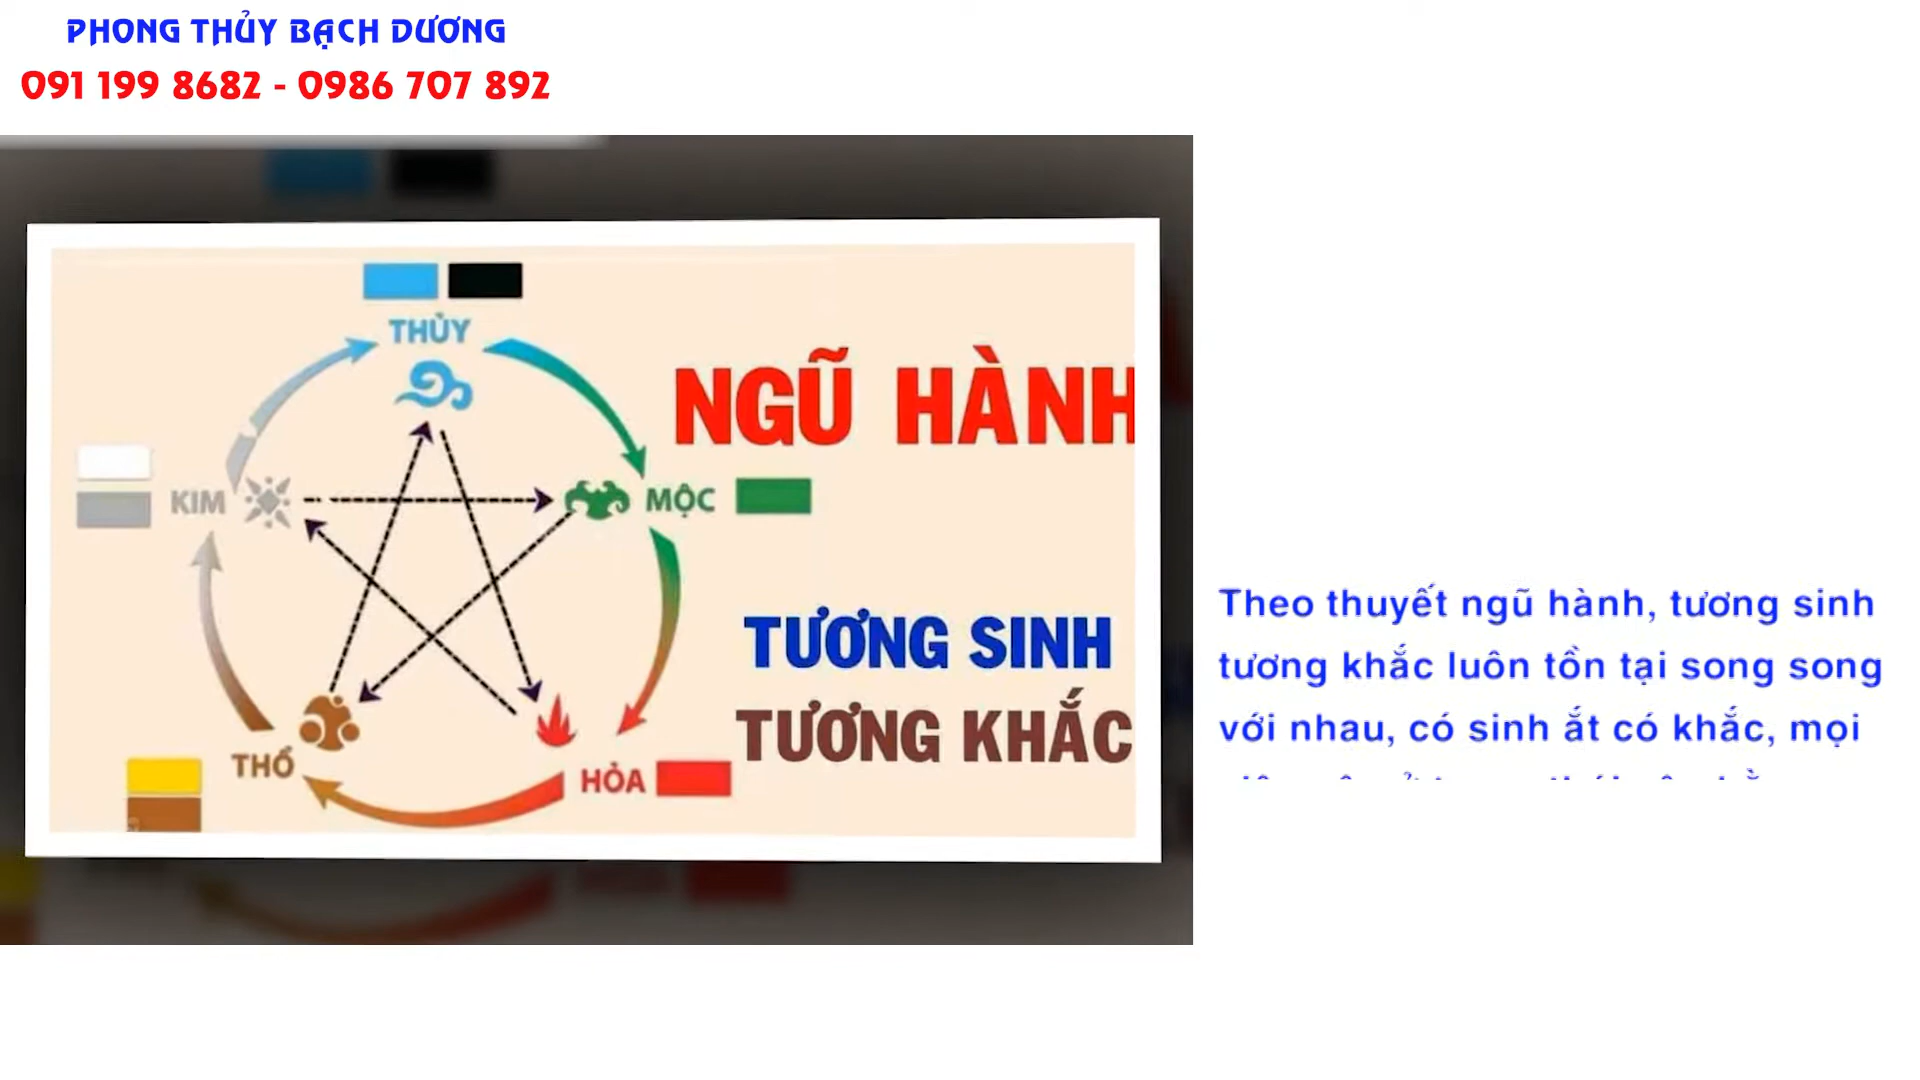 PHONG THỦY BẠCH DƯƠNG
091 199 8682 - 0986 707 892
THỦY
NGŨ HÀNH
KIM
MỘC
TƯƠNG SINH
TƯƠNG KHẮC
THỔ
HỎA
Theo thuyết ngũ hành, tương sinh
tương khắc luôn tồn tại song song
với nhau, có sinh ắt có khắc, mọi